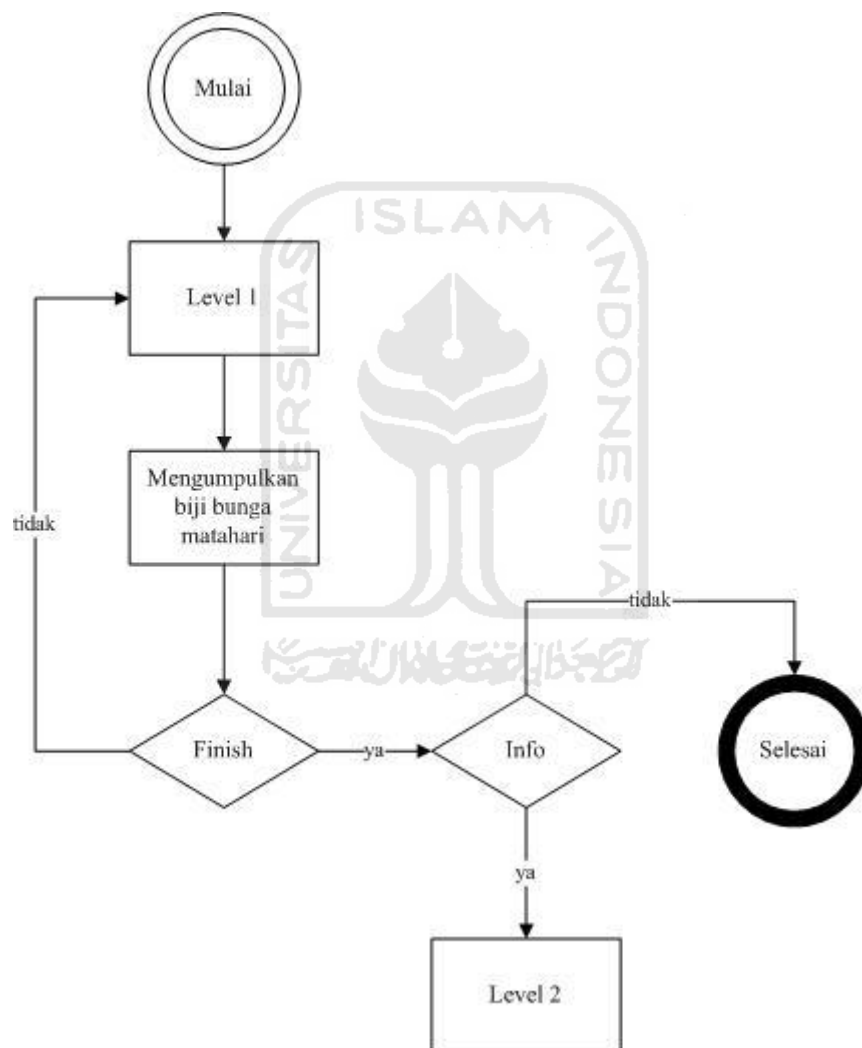 Mulai
ISLAM
UNIVERSITAS
INDONESIA
Level 1
Mengumpulkan
biji bunga
matahari
tidak
tidak
Finish
ya
Info
Selesai
ya
Level 2